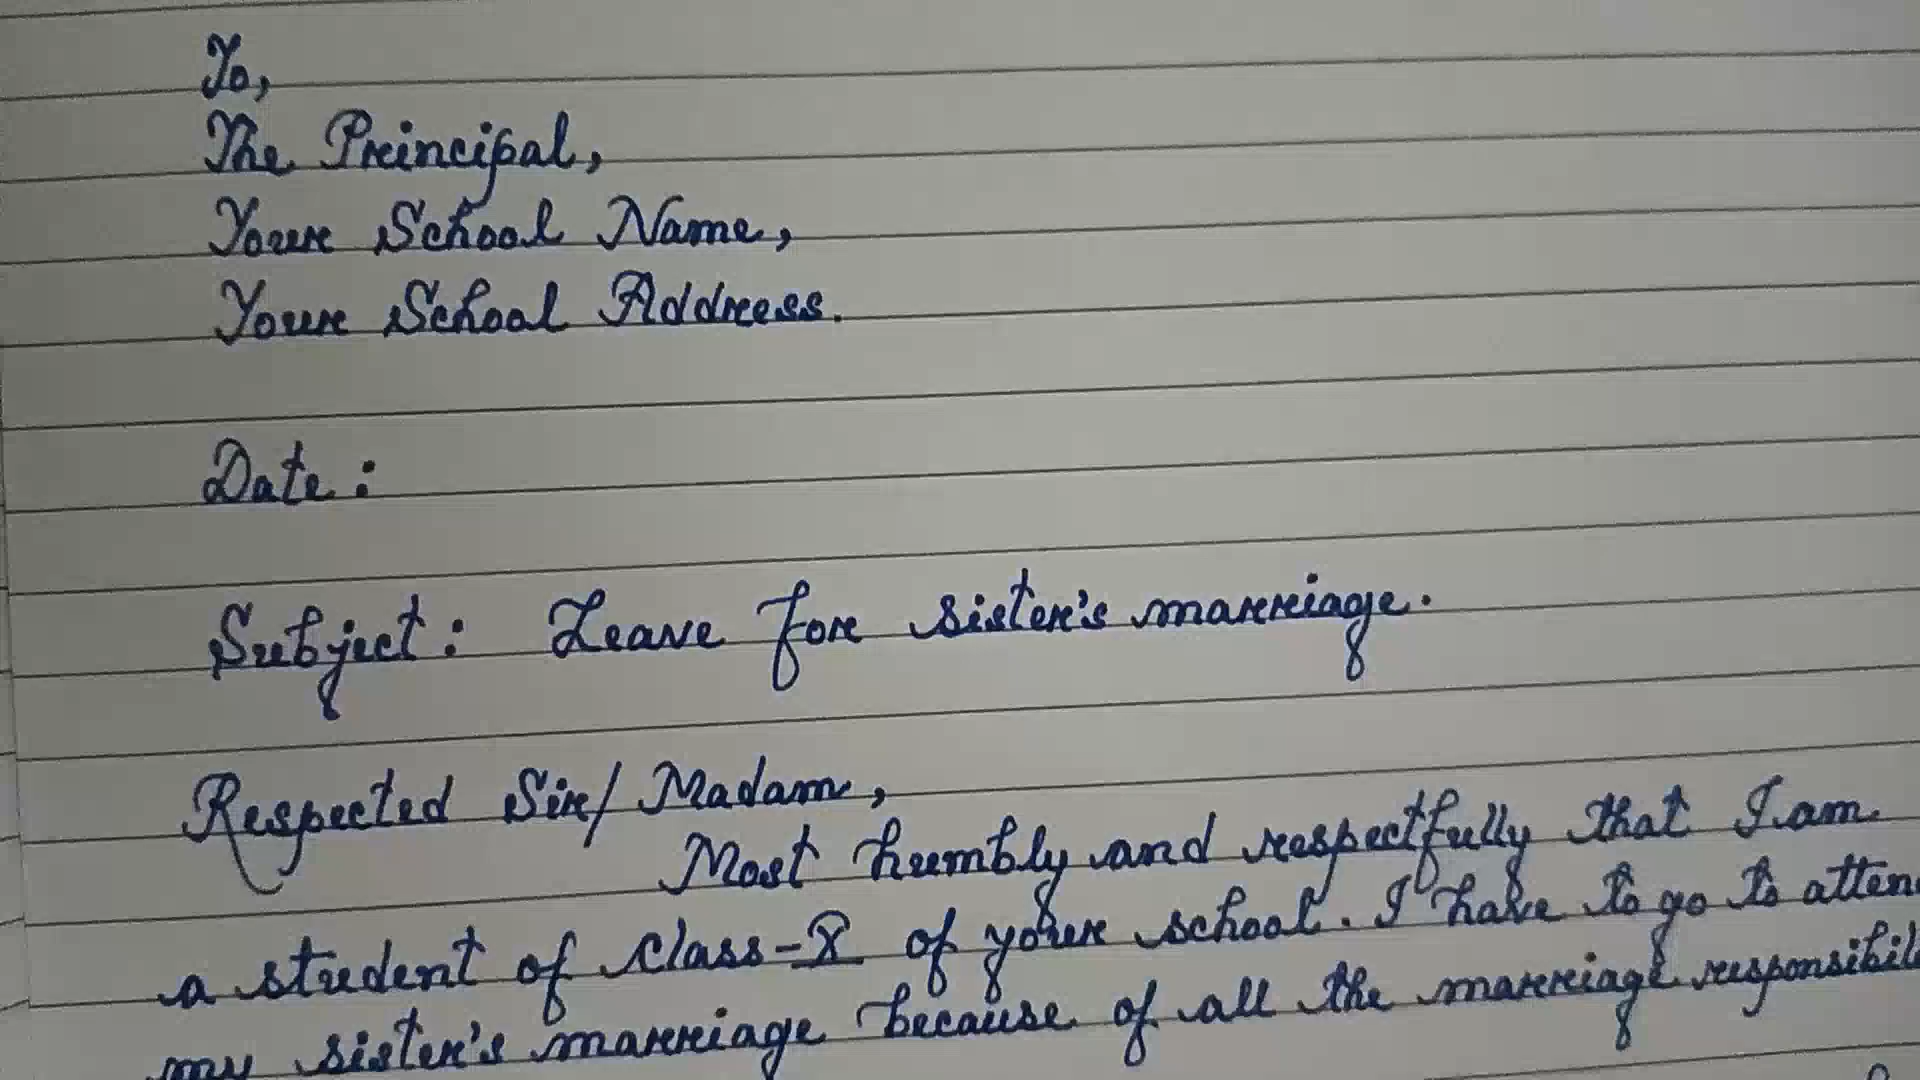 To,
The Principal,
Your School Name,
Your School Address.
Date:
Subject: Leave for sister's marriage.
Respected Sir/ Madam,
Most humbly and respectfully that I am
a student of class-X of your school. I have to go to atten
my sister's marriage because of all the marriage responsibil